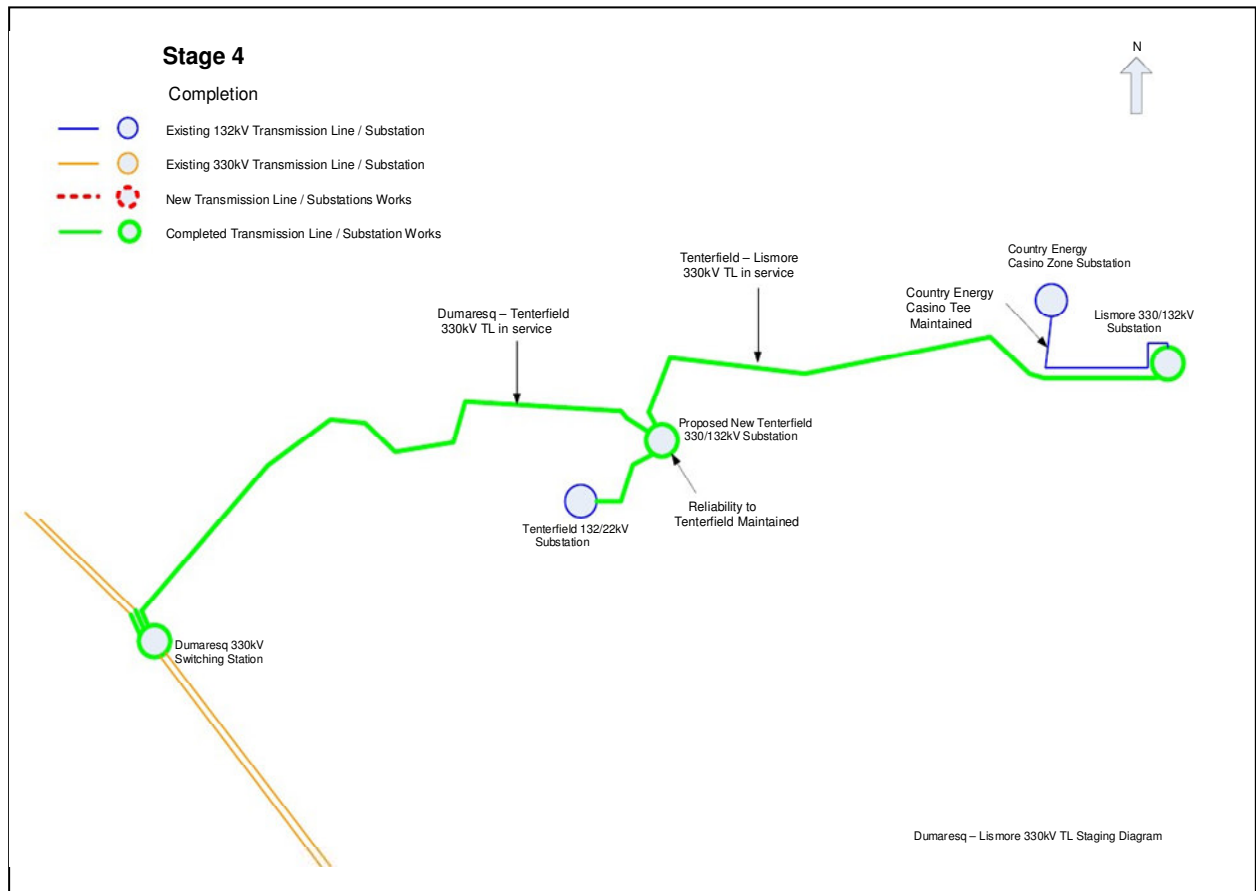 Stage 4
Completion
Existing 132kV Transmission Line / Substation
Existing 330kV Transmission Line / Substation
New Transmission Line / Substations Works
Completed Transmission Line / Substation Works
N
Country Energy
Casino Zone Substation
Tenterfield – Lismore
330kV TL in service
Country Energy
Casino Tee
Maintained
Lismore 330/132kV
Substation
Dumaresq – Tenterfield
330kV TL in service
Proposed New Tenterfield
330/132kV Substation
Reliability to
Tenterfield Maintained
Tenterfield 132/22kV
Substation
Dumaresq 330kV
Switching Station
Dumaresq – Lismore 330kV TL Staging Diagram